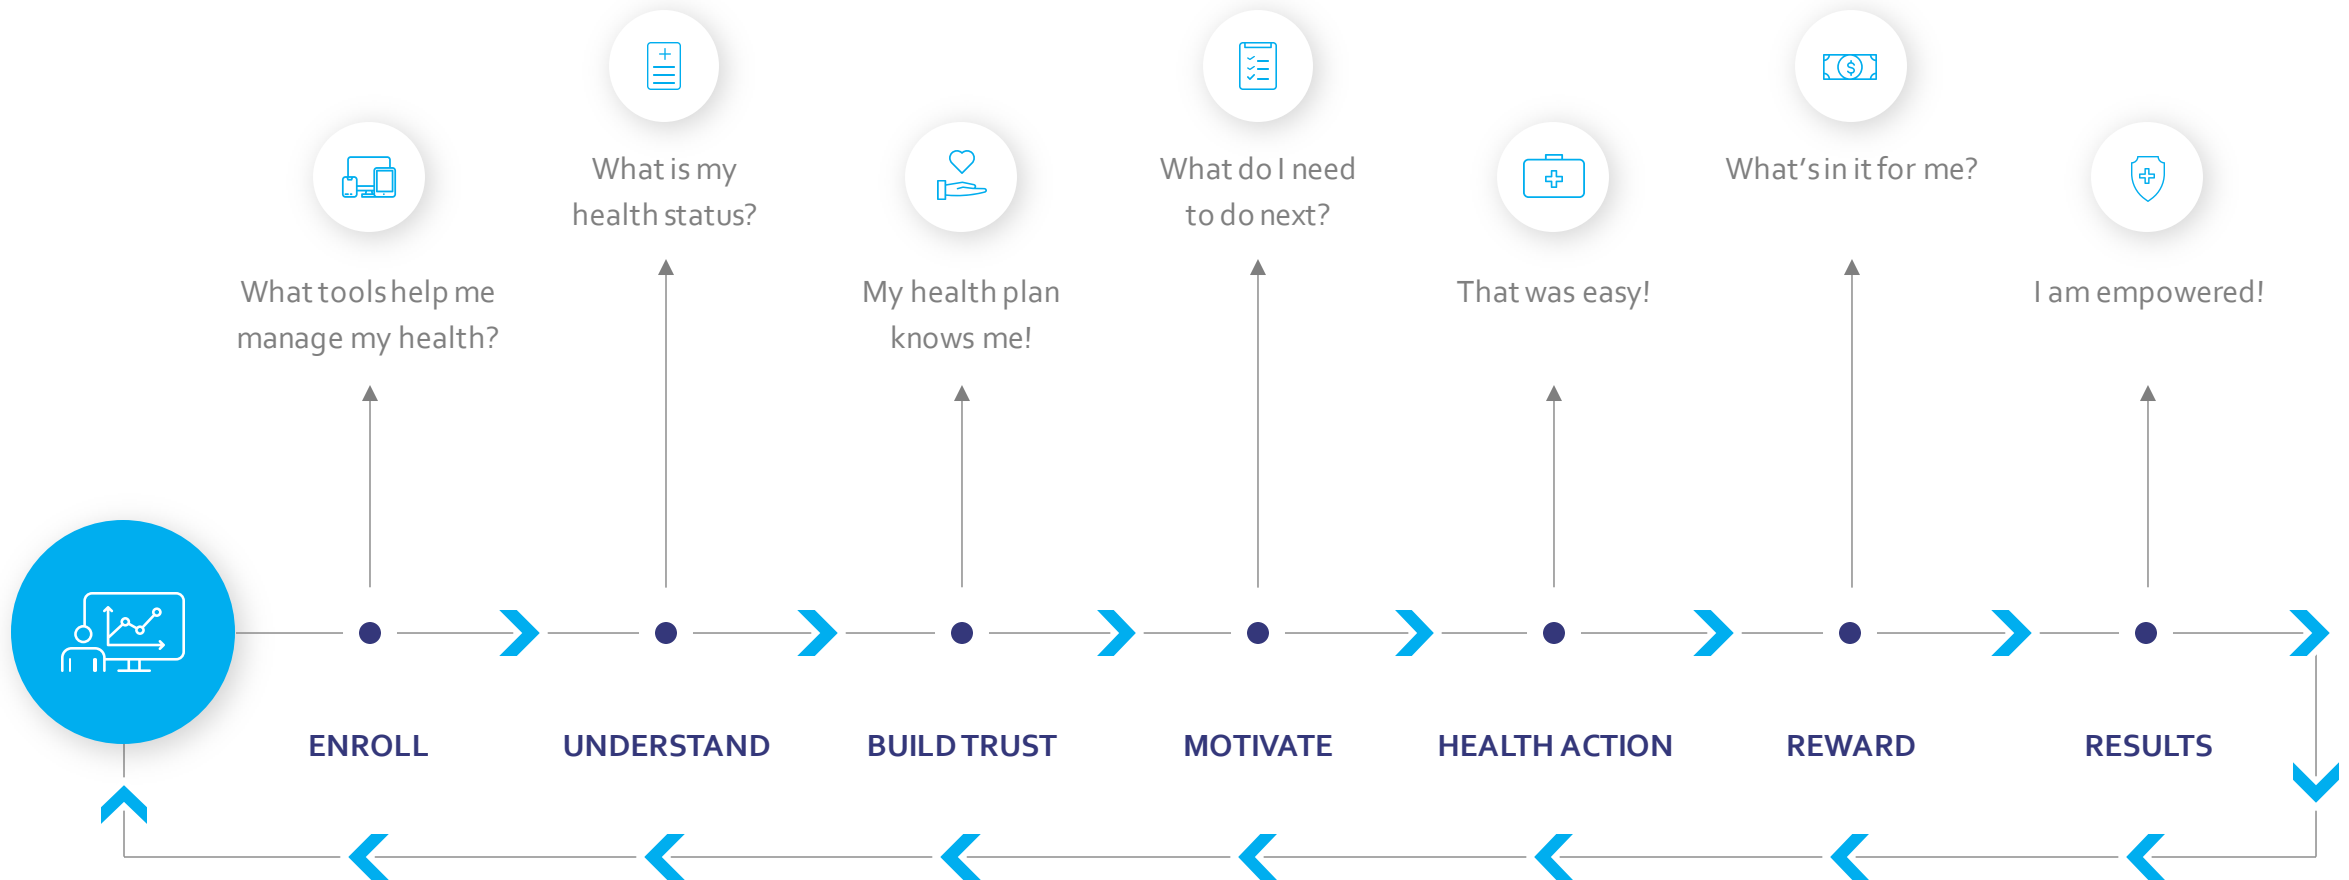 What tools help me
manage my health?
What is my
health status?
My health plan
knows me!
What do I need
to do next?
That was easy!
What's in it for me?
I am empowered!
ENROLL
UNDERSTAND
BUILD TRUST
MOTIVATE
HEALTH ACTION
REWARD
RESULTS